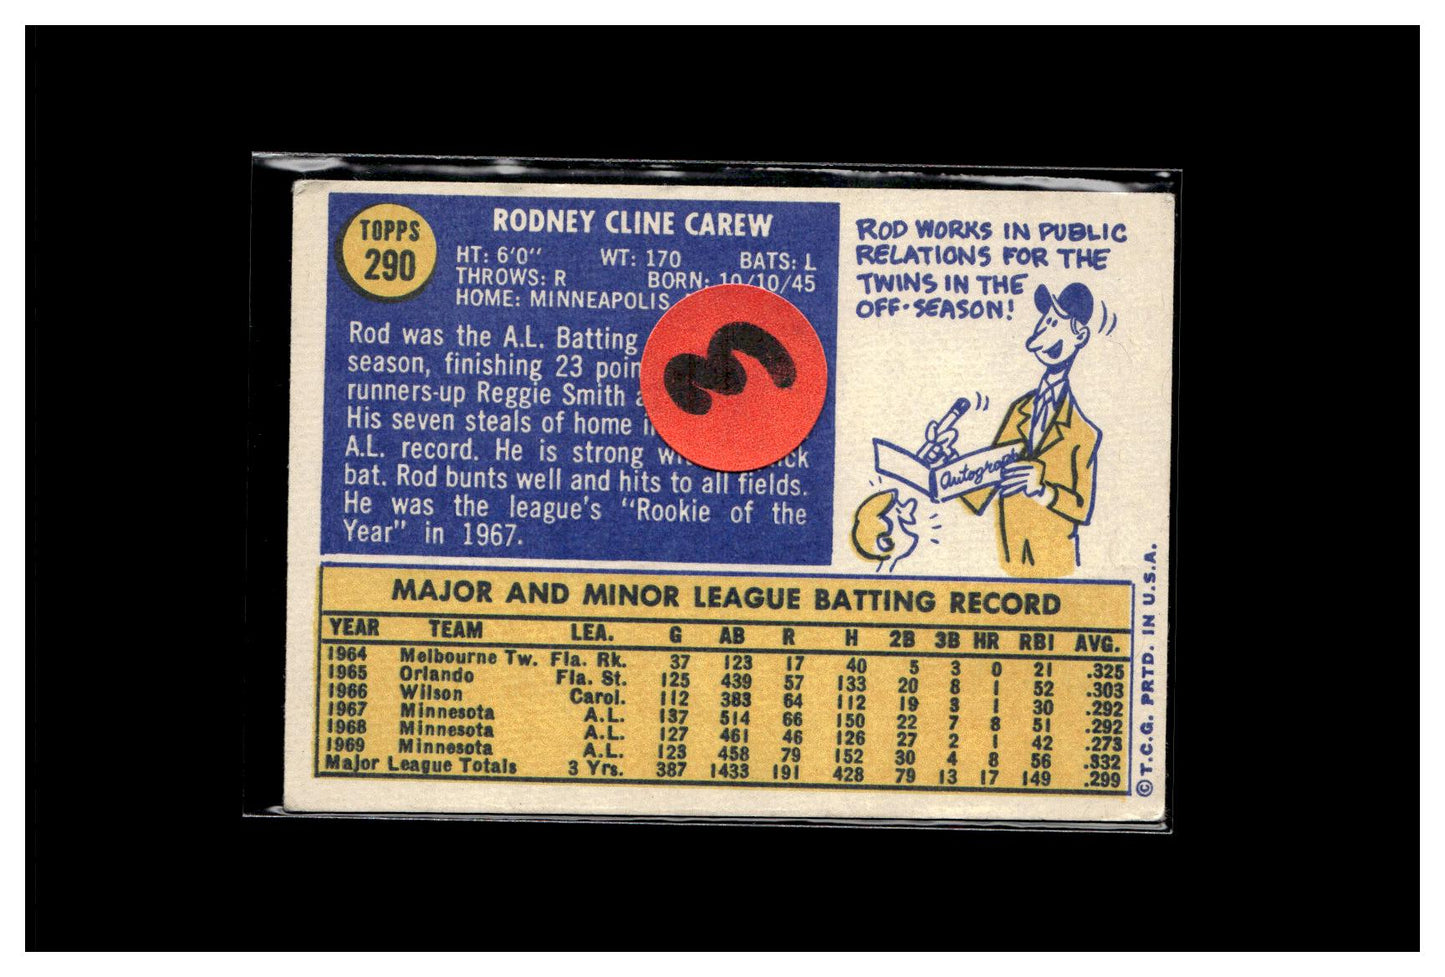 TOPPS
290
RODNEY CLINE CAREW
HT: 6'0'' WT: 170 BATS: L
THROWS: R BORN: 10/10/45
HOME: MINNEAPOLIS
Rod was the A.L. Batting
season, finishing 23
runners-up Reggie Smith
His seven steals of home
A.L. record. He is strong
bat. Rod bunts well and hits to all fields.
He was the league's "Rookie of the
Year" in 1967.
3
ROD WORKS IN PUBLIC
RELATIONS FOR THE
TWINS IN THE
OFF-SEASON!
Autographs
MAJOR AND MINOR LEAGUE BATTING RECORD
YEAR TEAM LEA. G AB R H 2B 3B HR RBI AVG.
1964 Melbourne Tw. Fla. Rk. 37 123 17 40 5 3 0 21 .325
1965 Orlando Fla. St. 125 439 57 133 20 8 1 52 .303
1966 Wilson Carol. 112 383 64 112 19 3 1 30 .292
1967 Minnesota A.L. 137 514 66 150 22 7 8 51 .292
1968 Minnesota A.L. 127 461 46 126 27 2 1 42 .273
1969 Minnesota A.L. 123 458 79 152 30 4 8 56 .332
Major League Totals 3 Yrs. 387 1433 191 428 79 13 17 149 .299
© T.C.G. PRTD. IN U.S.A.